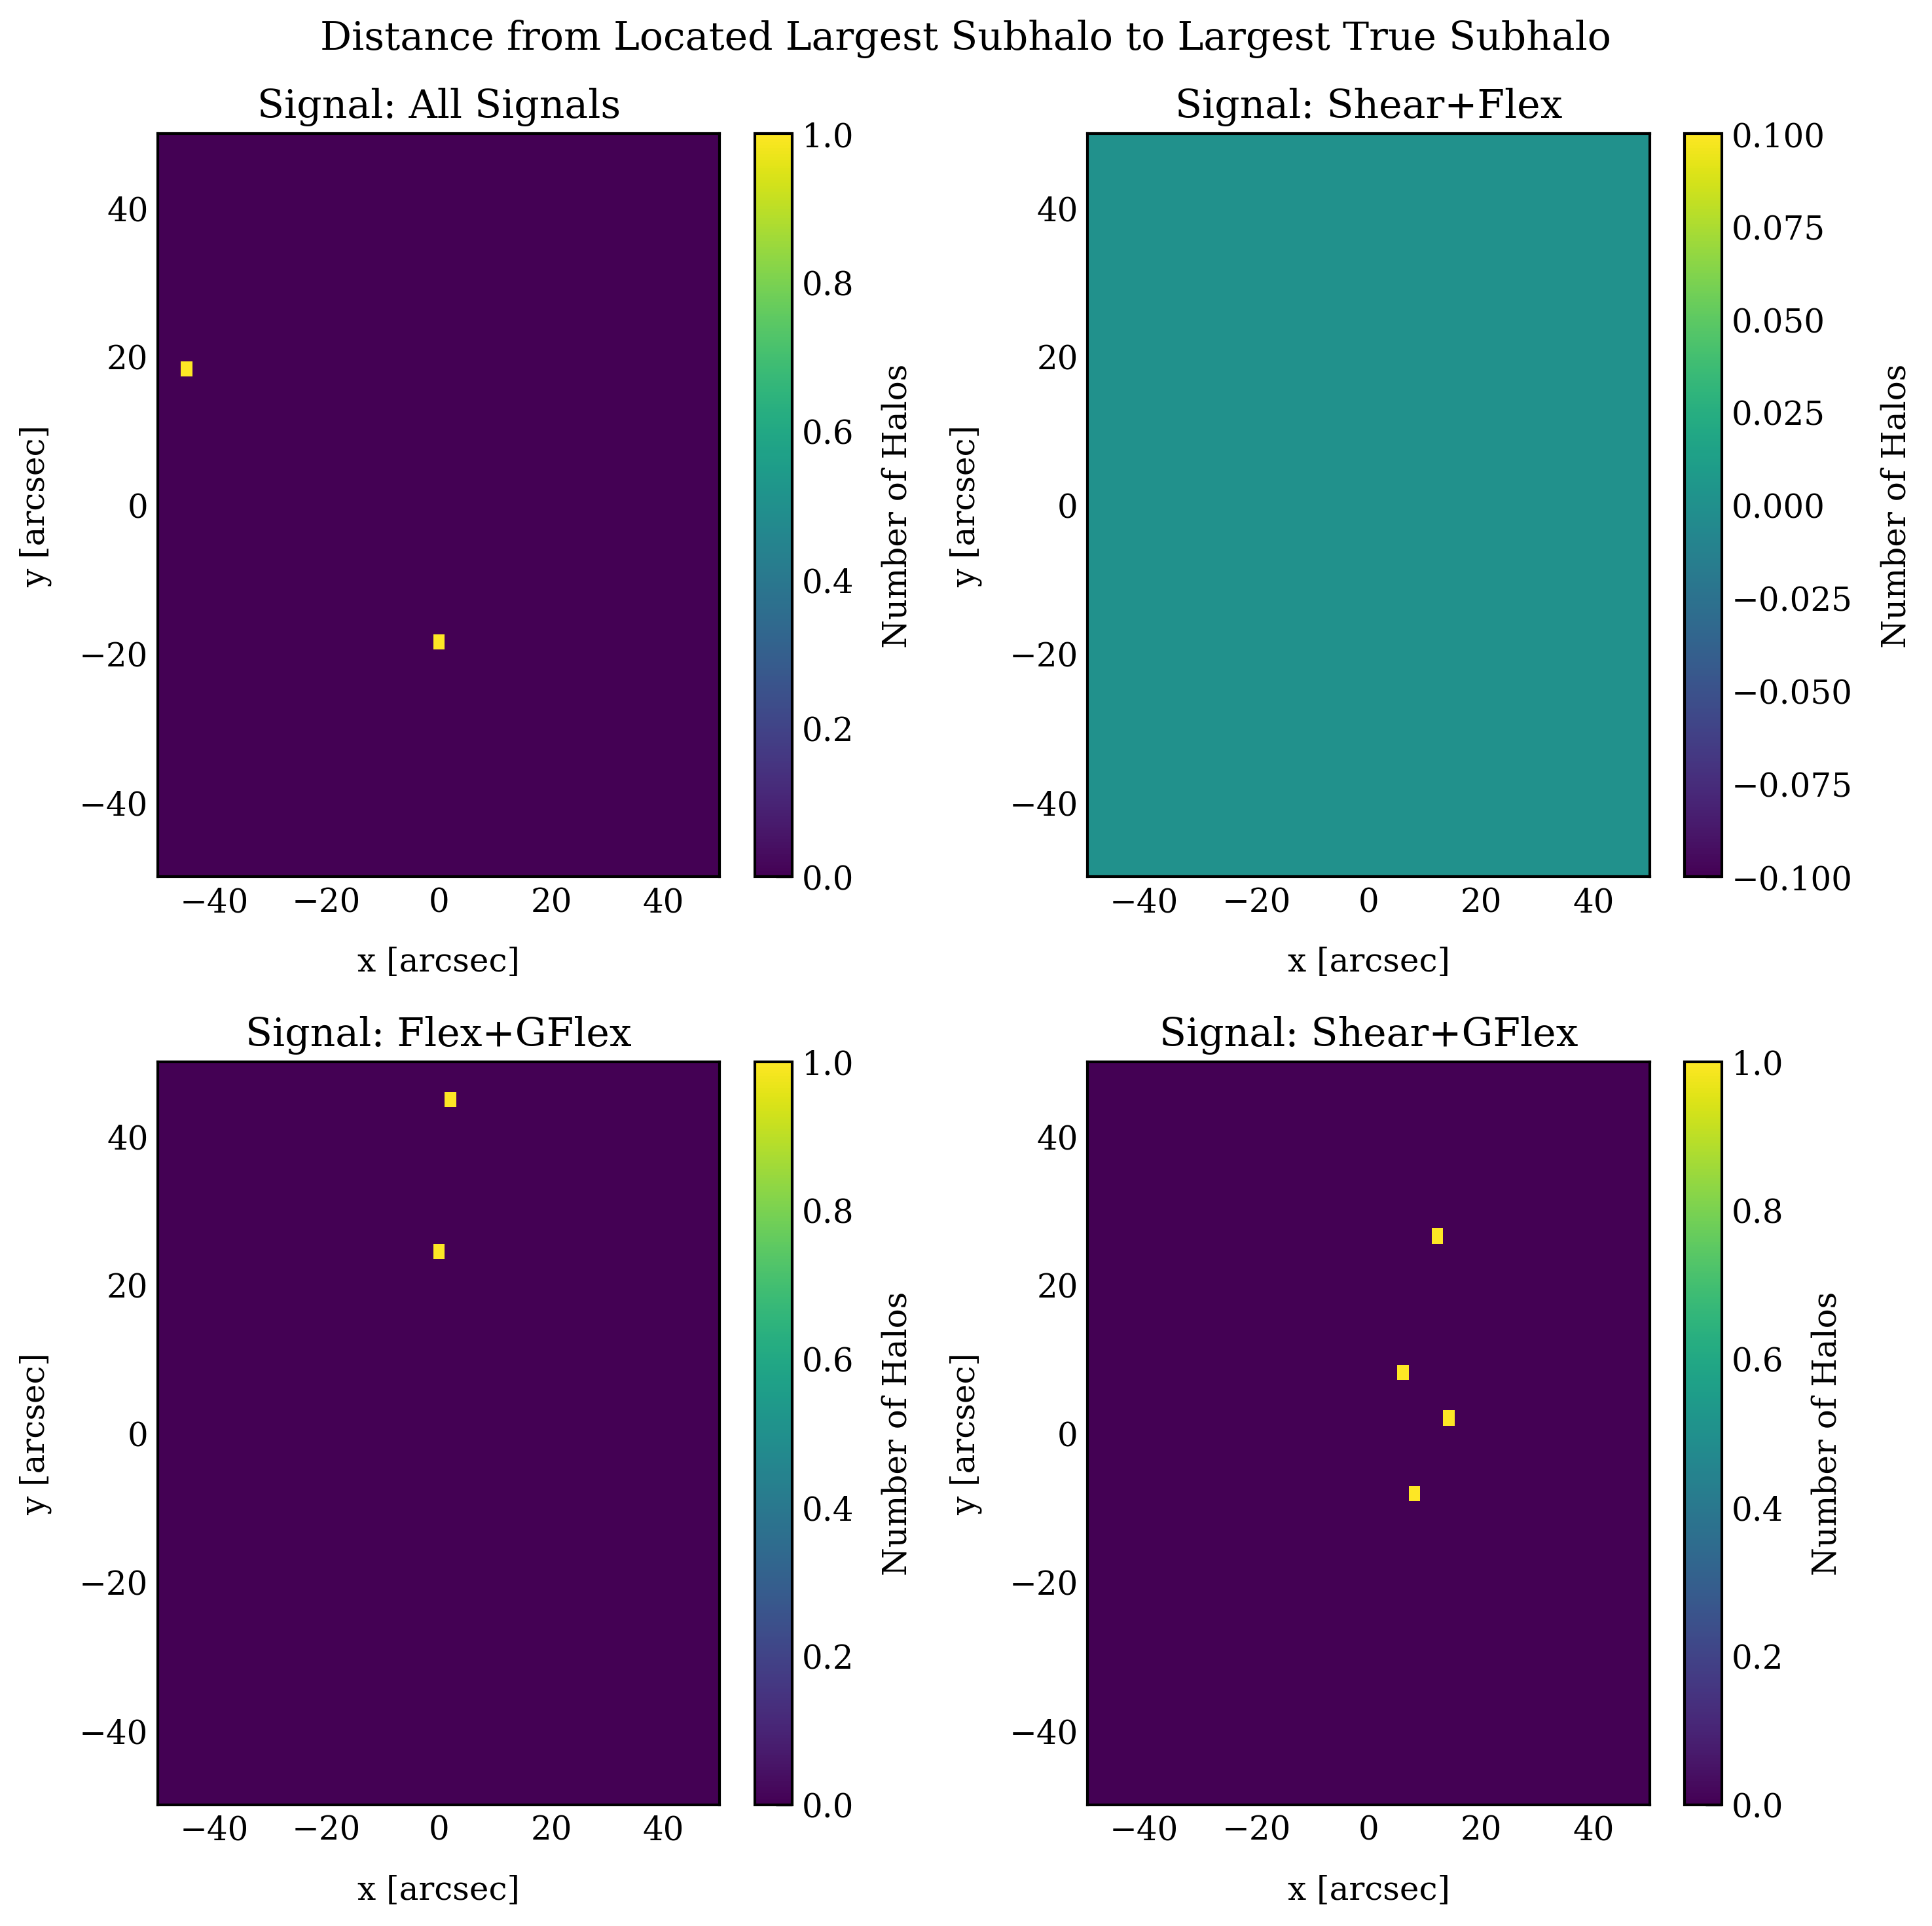 Distance from Located Largest Subhalo to Largest True Subhalo
Signal: All Signals
40
20
0
−20
−40
y [arcsec]
−40 −20 0 20 40
x [arcsec]
1.0
0.8
0.6
0.4
0.2
0.0
Number of Halos
Signal: Shear+Flex
40
20
0
−20
−40
y [arcsec]
−40 −20 0 20 40
x [arcsec]
0.100
0.075
0.050
0.025
0.000
−0.025
−0.050
−0.075
−0.100
Number of Halos
Signal: Flex+GFlex
40
20
0
−20
−40
y [arcsec]
−40 −20 0 20 40
x [arcsec]
1.0
0.8
0.6
0.4
0.2
0.0
Number of Halos
Signal: Shear+GFlex
40
20
0
−20
−40
y [arcsec]
−40 −20 0 20 40
x [arcsec]
1.0
0.8
0.6
0.4
0.2
0.0
Number of Halos